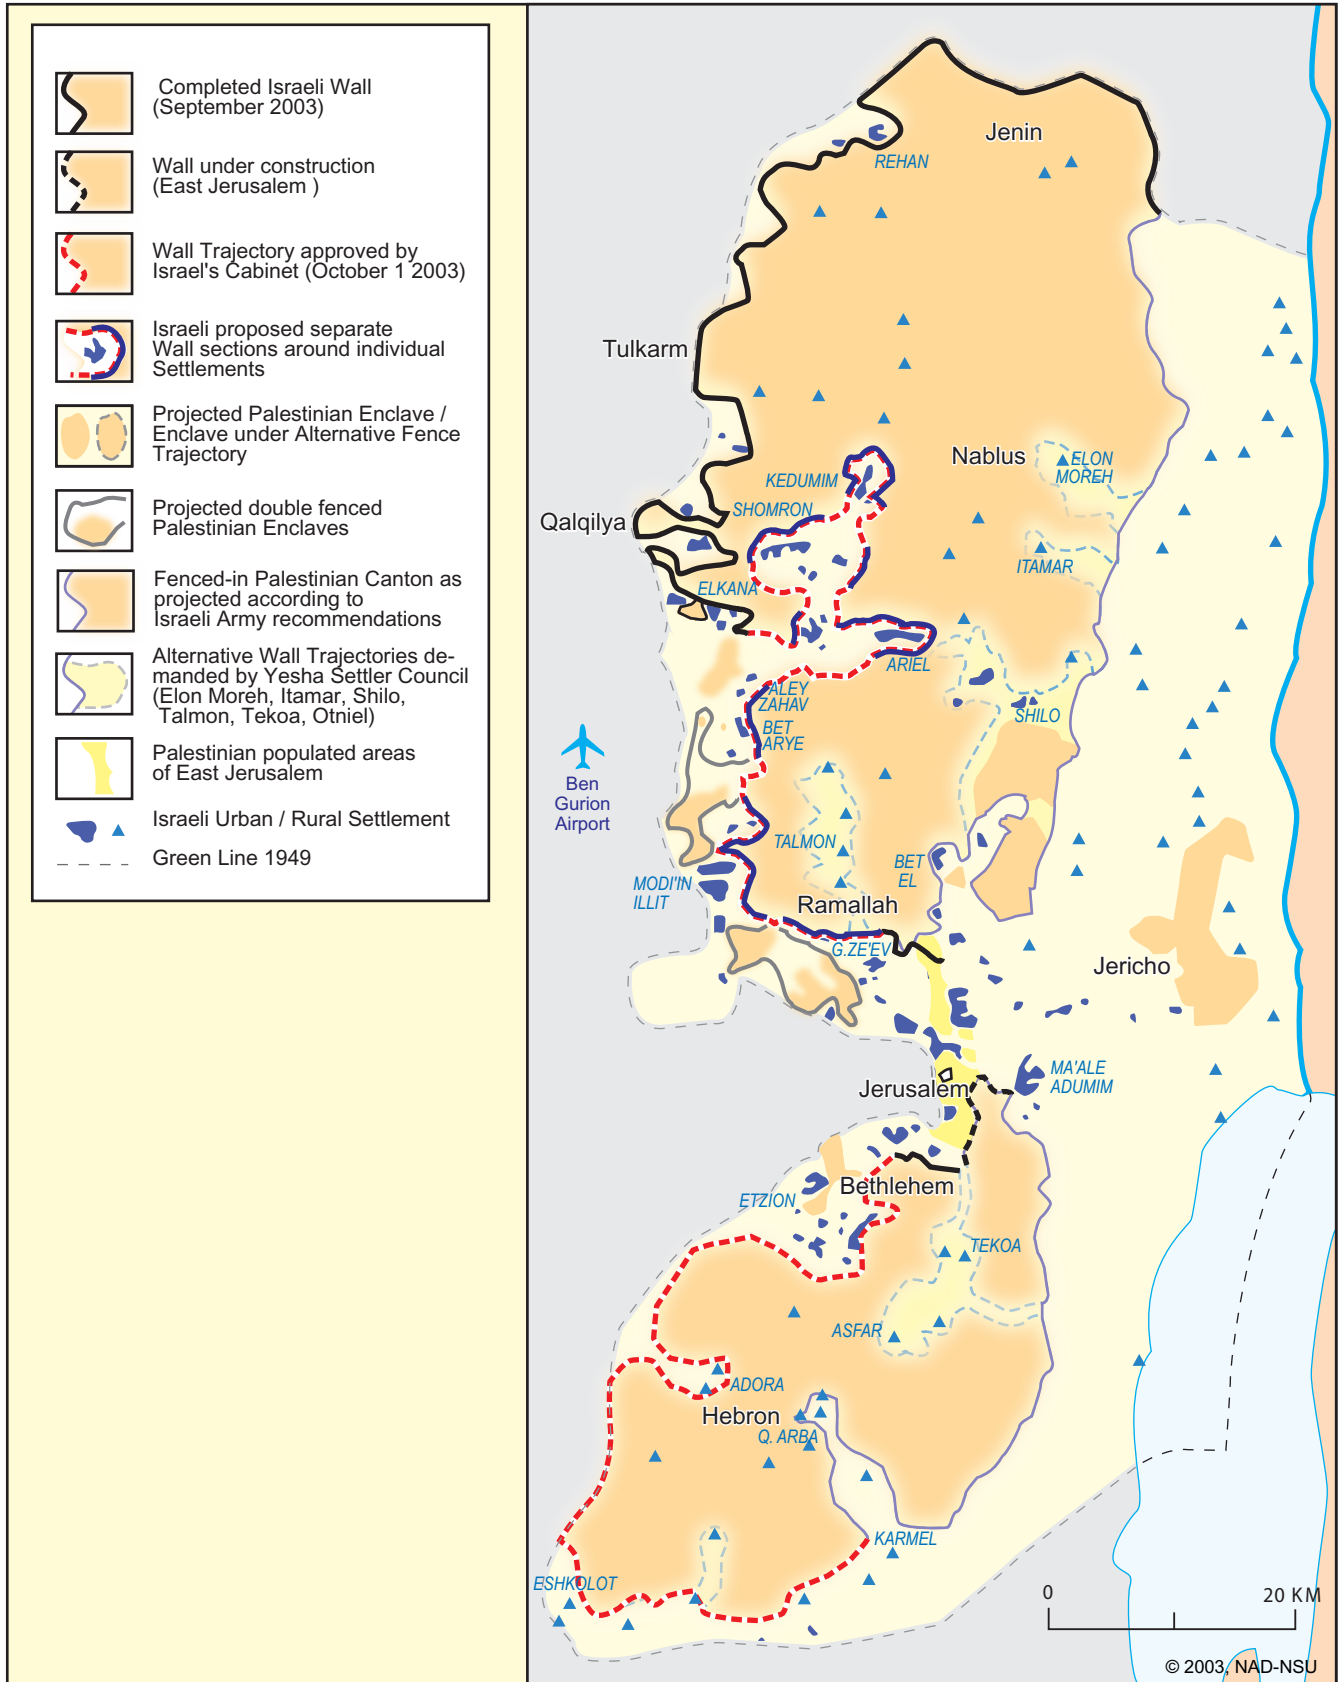 Completed Israeli Wall
(September 2003)
Wall under construction
(East Jerusalem )
Wall Trajectory approved by
Israel's Cabinet (October 1 2003)
Israeli proposed separate
Wall sections around individual
Settlements
Projected Palestinian Enclave /
Enclave under Alternative Fence
Trajectory
Projected double fenced
Palestinian Enclaves
Fenced-in Palestinian Canton as
projected according to
Israeli Army recommendations
Alternative Wall Trajectories de-
manded by Yesha Settler Council
(Elon Moreh, Itamar, Shilo,
Talmon, Tekoa, Otniel)
Palestinian populated areas
of East Jerusalem
Israeli Urban / Rural Settlement
Green Line 1949
Jenin
REHAN
Tulkarm
Nablus
ELON
MOREH
KEDUMIM
SHOMRON
Qalqilya
ITAMAR
ELKANA
ARIEL
ALEY
ZAHAV
SHILO
BET
ARYE
Ben
Gurion
Airport
TALMON
BET
EL
MODI'IN
ILLIT
Ramallah
G.ZE'EV
Jericho
MA'ALE
ADUMIM
Jerusalem
Bethlehem
ETZION
TEKOA
ASFAR
ADORA
Hebron
Q. ARBA
KARMEL
ESHKOLOT
0
20 KM
© 2003, NAD-NSU